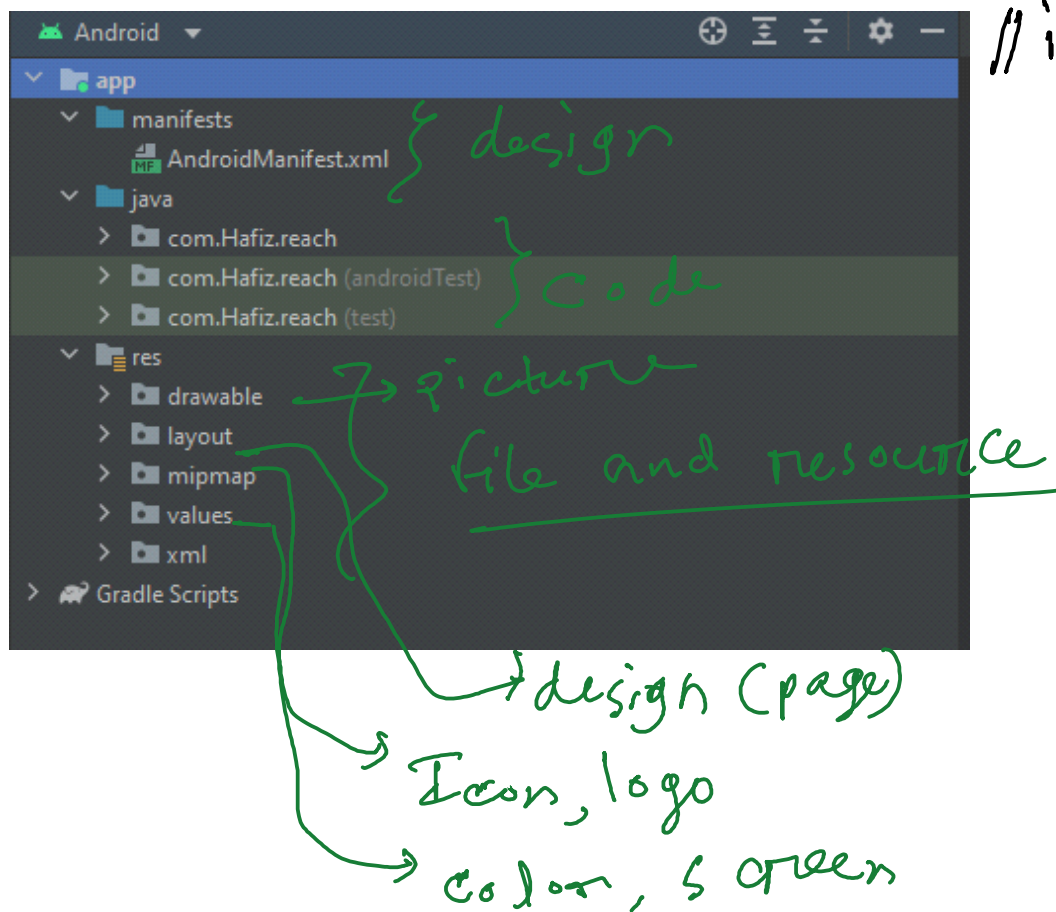 Android
// i
app
manifests
design
AndroidManifest.xml
java
com.Hafiz.reach
com.Hafiz.reach (androidTest)
code
com.Hafiz.reach (test)
res
picture
drawable
layout
file and resource
mipmap
values
xml
Gradle Scripts
design (page)
Icon, logo
color, screen